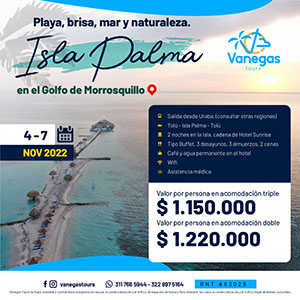 Playa, brisa, mar y naturaleza.
Isla Palma
en el Golfo de Morrosquillo
Vanegas
tours
4 - 7
NOV 2022
Salida desde Urabá, (consultar otras regiones)
Tolú - Isla Palma - Tolú
3 noches en la Isla, cadena de Hotel Sunrise
Tipo Buffet, 3 desayunos, 3 almuerzos, 2 cenas
Café y agua permanente en el hotel
Wifi
Asistencia médica
Valor por persona en acomodación triple
$ 1.150.000
Valor por persona en acomodación doble
$ 1.220.000
vanegastours
311 766 5944 - 322 897 5164
RNT #83025